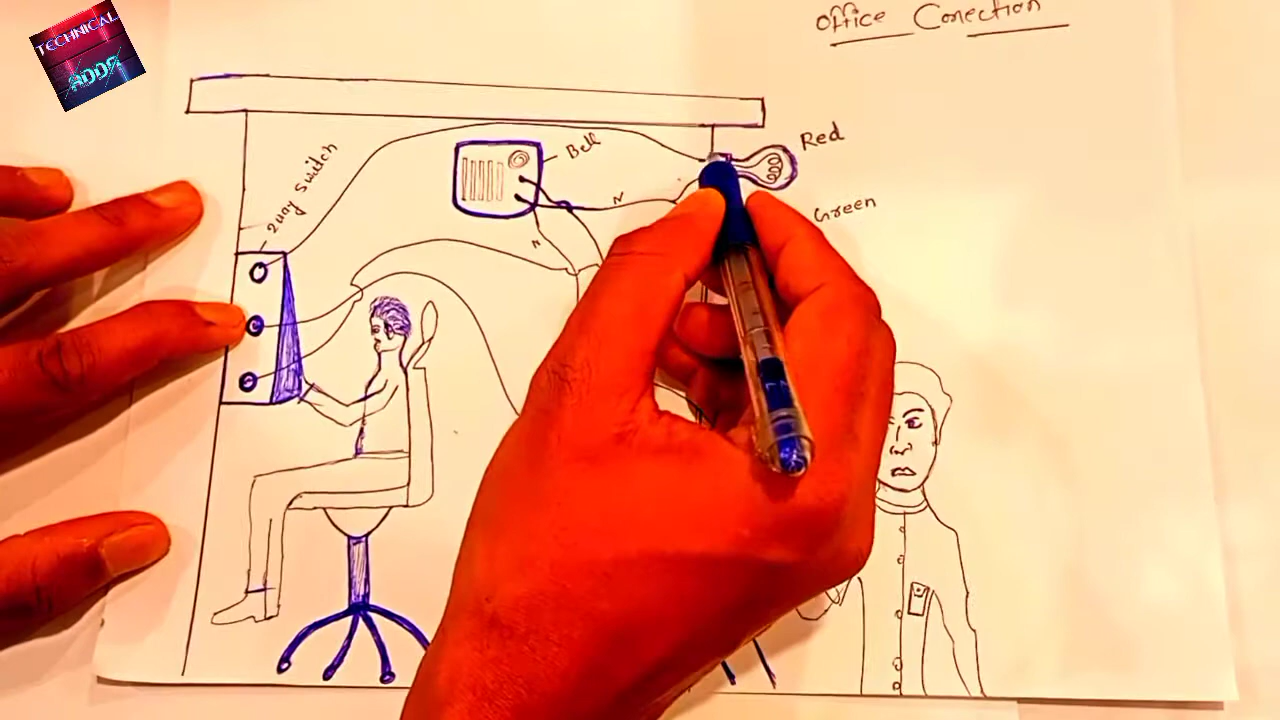 TECHNICAL
ADDA
Office Conection
Red
Bell
2way switch
N
Green
N